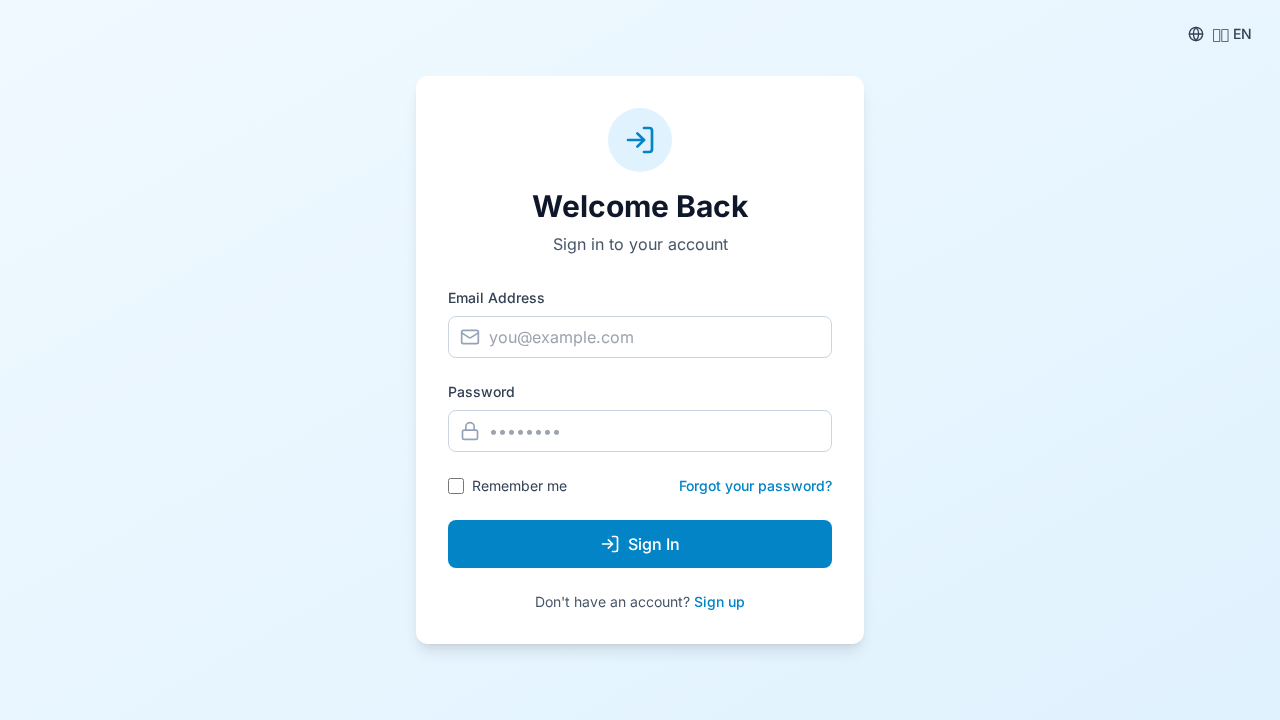 EN
Welcome Back
Sign in to your account
Email Address
you@example.com
Password
••••••••
Remember me
Forgot your password?
Sign In
Don't have an account? Sign up